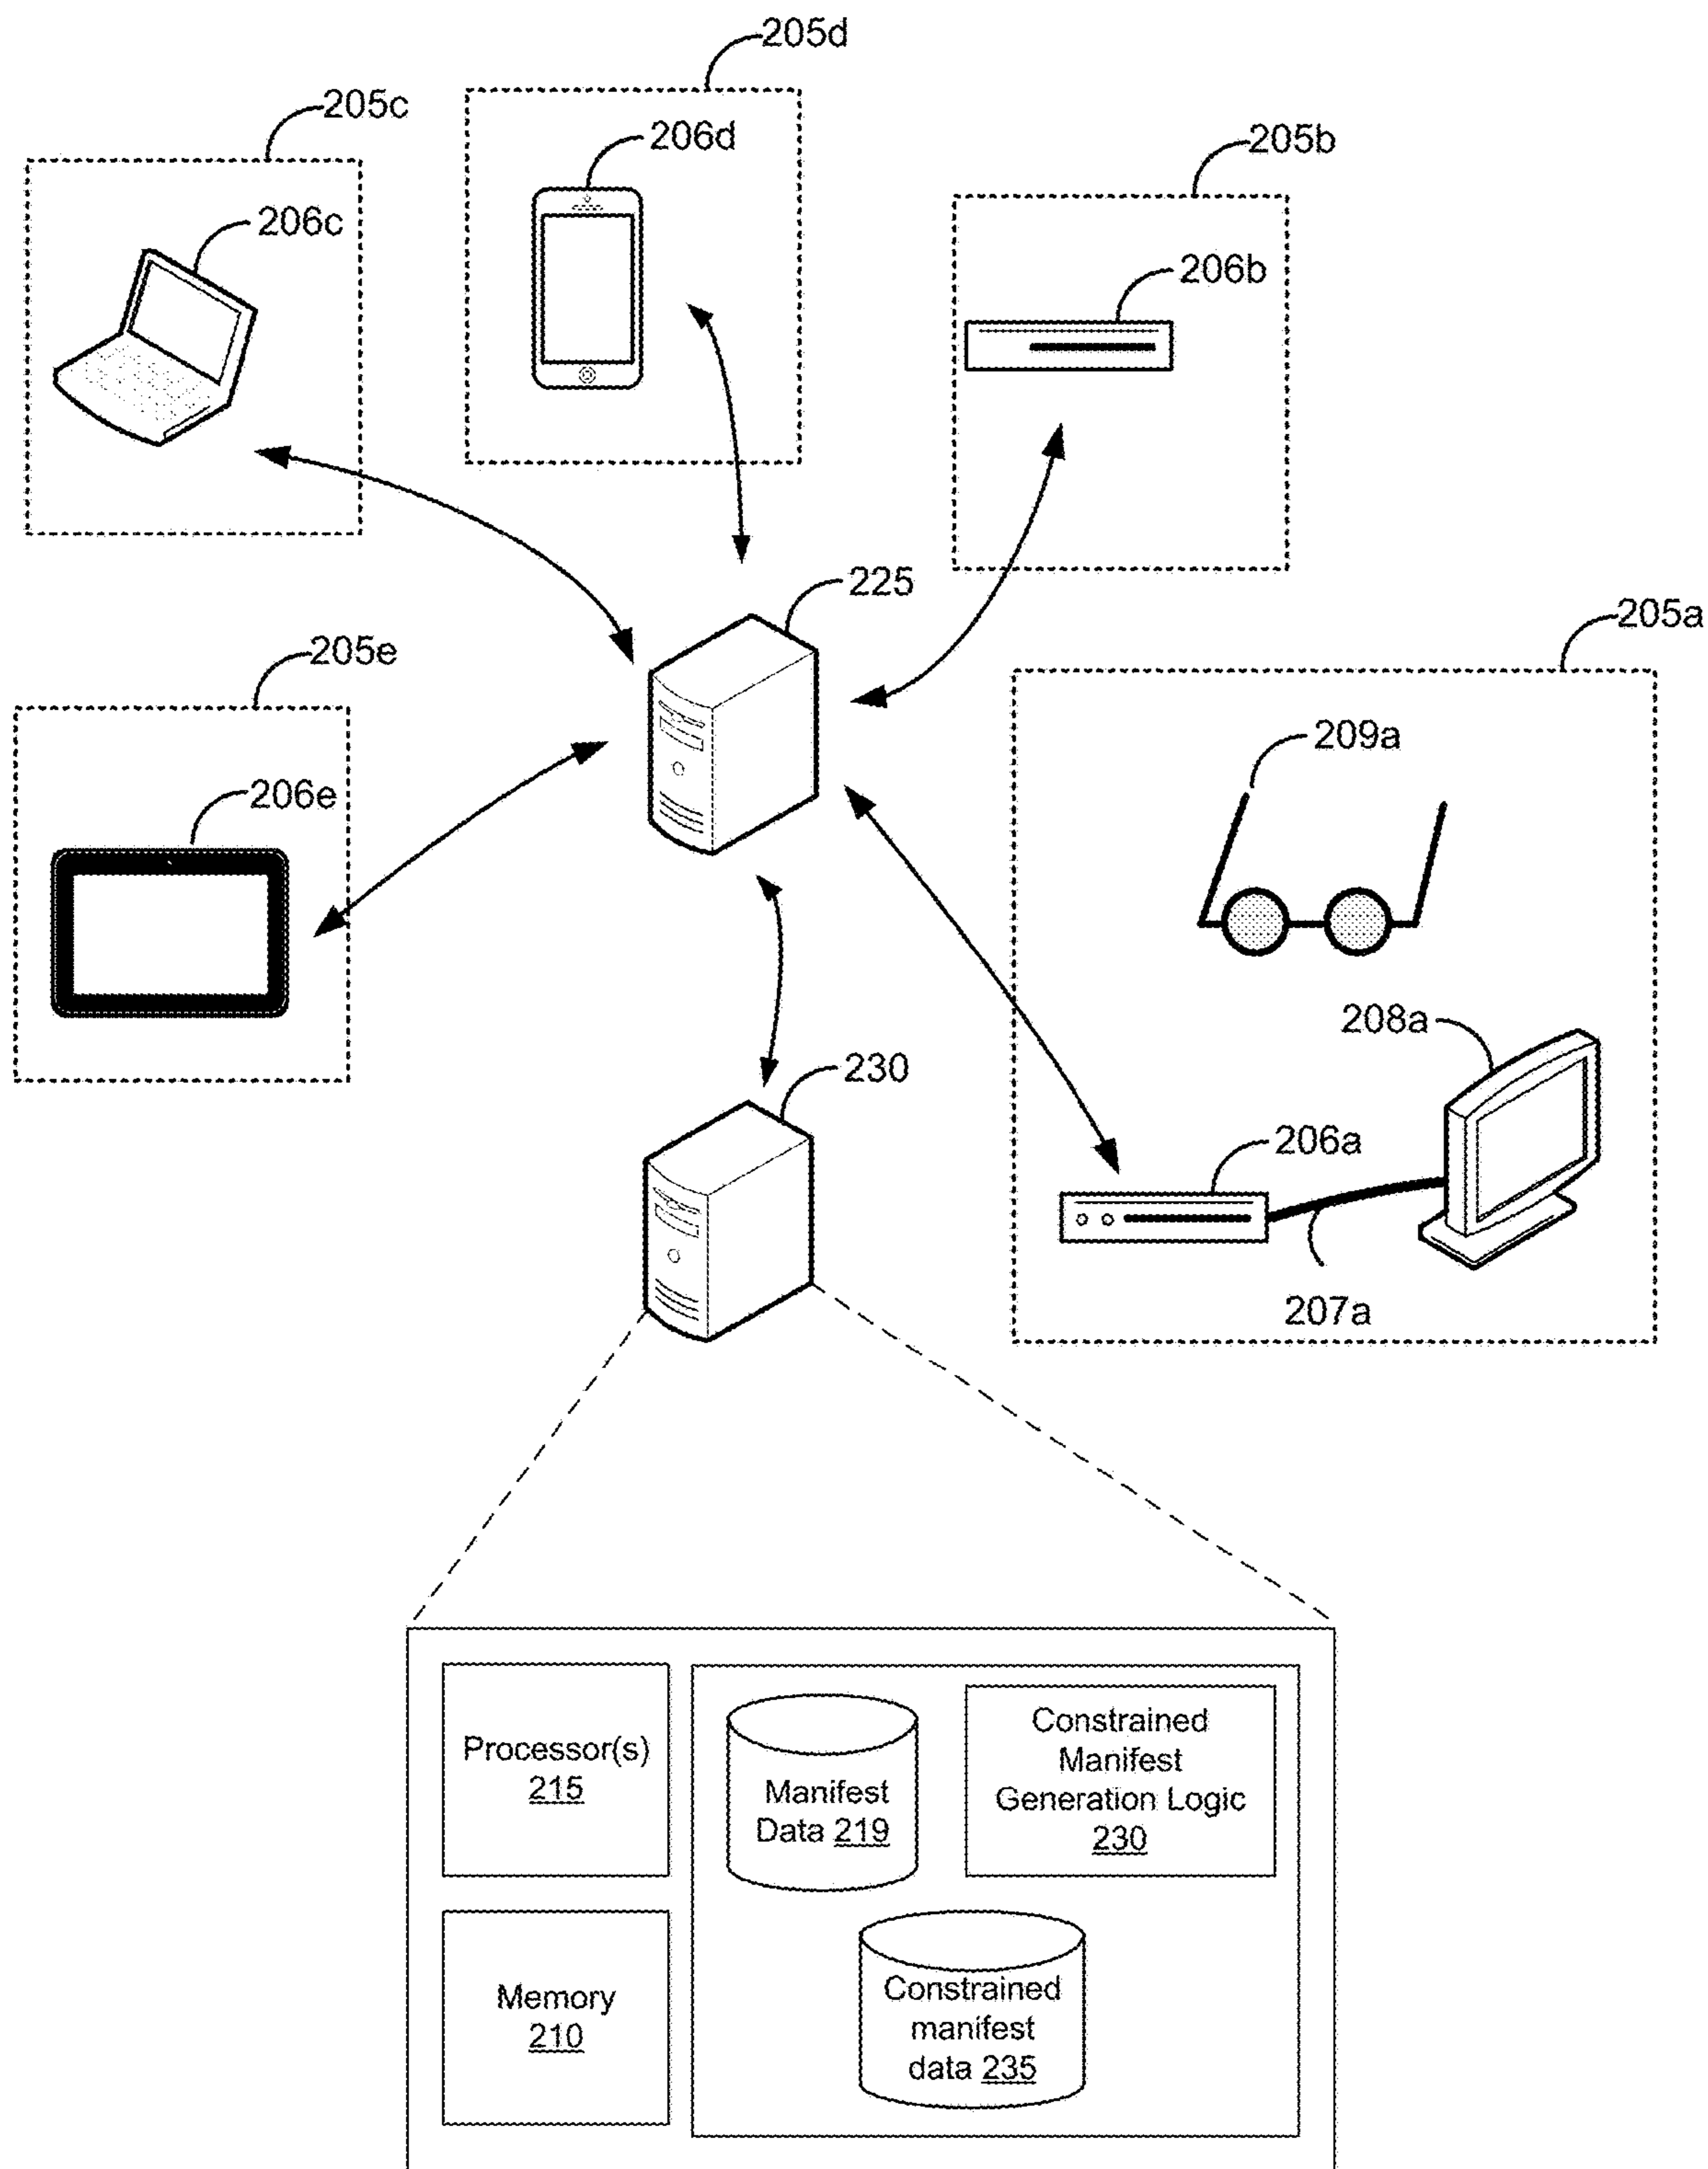 205d
205c
206d
205b
206c
206b
225
205a
205e
209a
206e
208a
230
206a
207a
Processor(s)
215
Manifest
Data 219
Constrained
Manifest
Generation Logic
230
Memory
210
Constrained
manifest
data 235